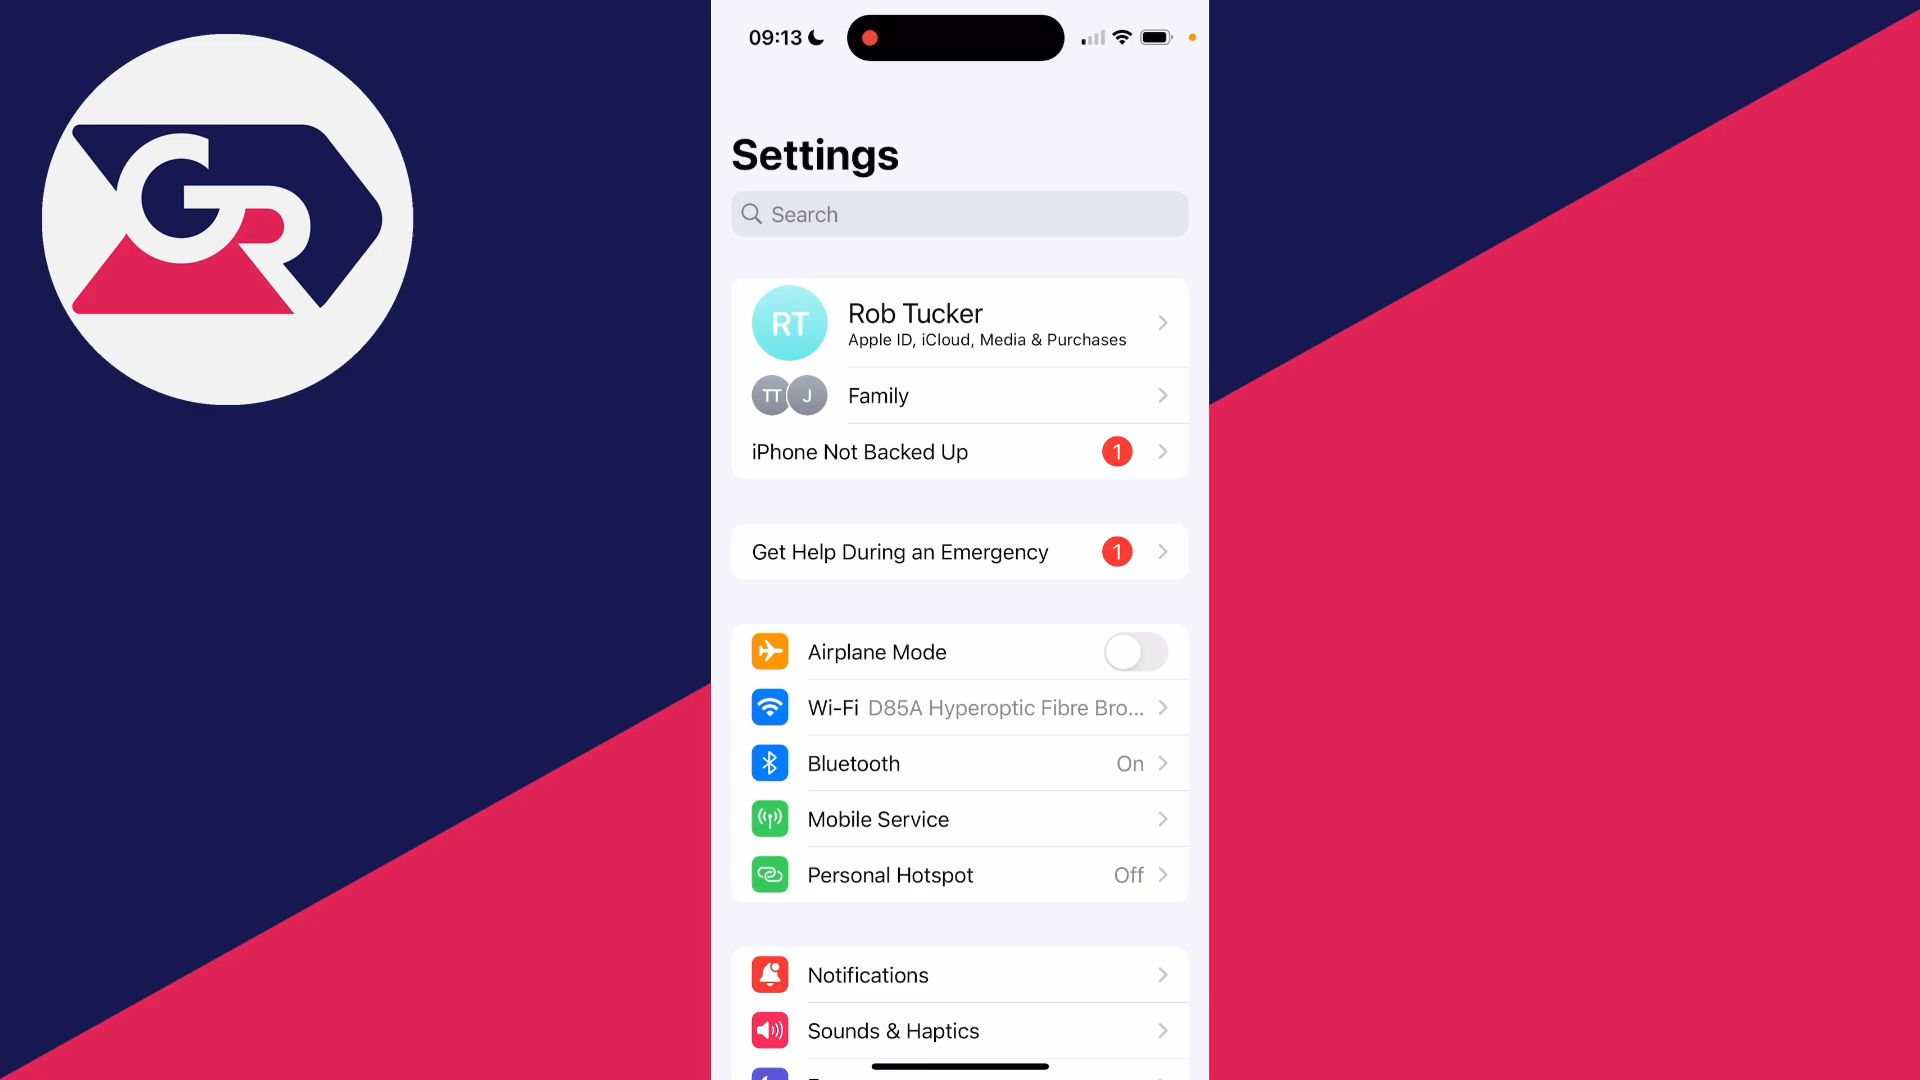 GR
09:13
Settings
Search
RT
Rob Tucker
Apple ID, iCloud, Media & Purchases
TT J
Family
iPhone Not Backed Up 1
Get Help During an Emergency 1
Airplane Mode
Wi-Fi D85A Hyperoptic Fibre Bro...
Bluetooth On
Mobile Service
Personal Hotspot Off
Notifications
Sounds & Haptics